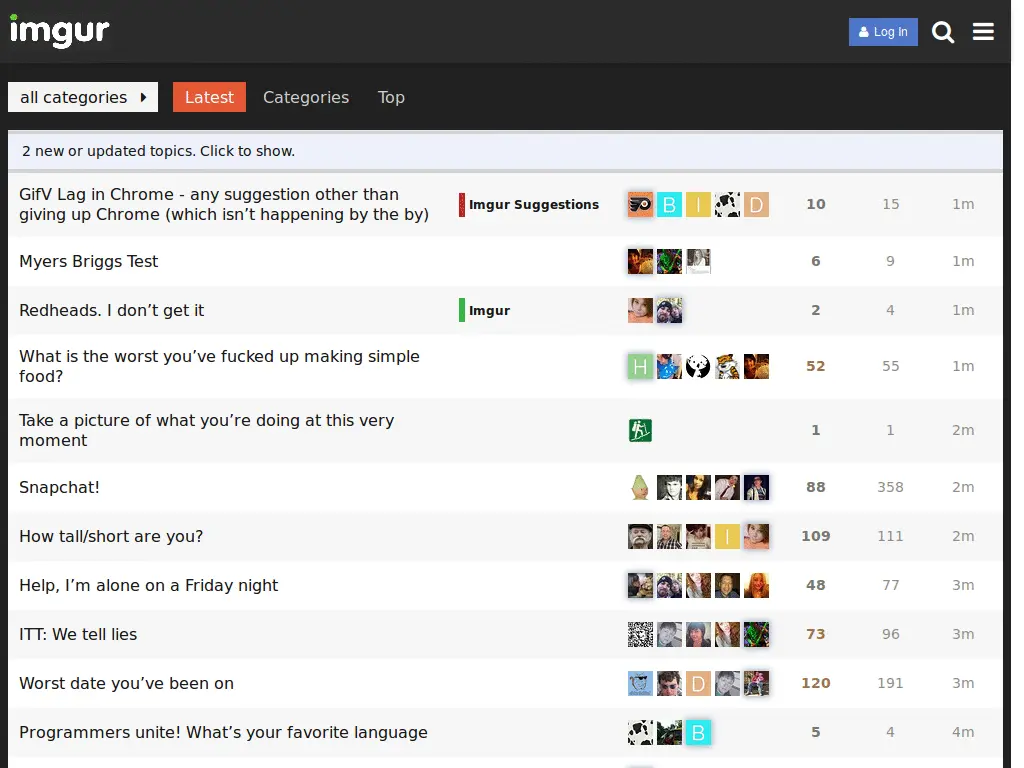 imgur
Log In
all categories Latest Categories Top
2 new or updated topics. Click to show.
GifV Lag in Chrome - any suggestion other than
giving up Chrome (which isn’t happening by the by) Imgur Suggestions B I D 10 15 1m
Myers Briggs Test 6 9 1m
Redheads. I don’t get it Imgur 2 4 1m
What is the worst you’ve fucked up making simple
food? H 52 55 1m
Take a picture of what you’re doing at this very
moment 1 1 2m
Snapchat! 88 358 2m
How tall/short are you? I 109 111 2m
Help, I’m alone on a Friday night 48 77 3m
ITT: We tell lies 73 96 3m
Worst date you’ve been on D 120 191 3m
Programmers unite! What’s your favorite language B 5 4 4m